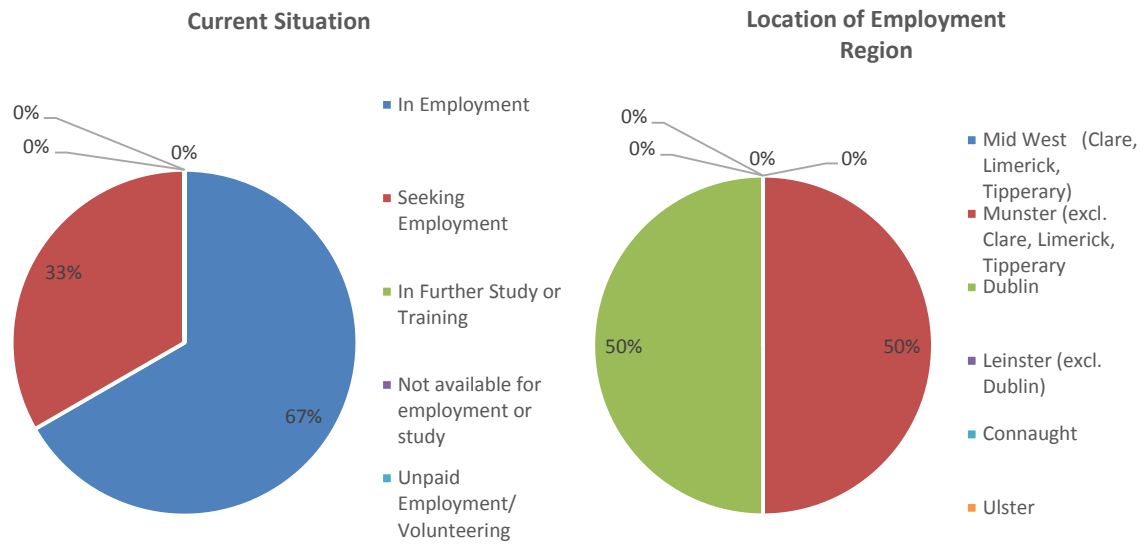 Current Situation
0%
0%
0%
33%
67%
In Employment
Seeking
Employment
In Further Study or
Training
Not available for
employment or
study
Unpaid
Employment/
Volunteering
Location of Employment
Region
0%
0%
0%
0%
50%
50%
Mid West (Clare,
Limerick,
Tipperary)
Munster (excl.
Clare, Limerick,
Tipperary
Dublin
Leinster (excl.
Dublin)
Connaught
Ulster